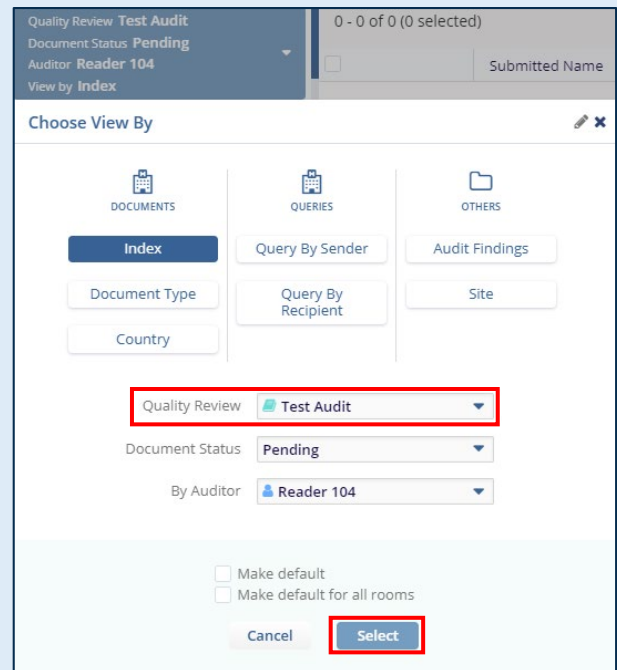 Quality Review Test Audit
Document Status Pending
Auditor Reader 104
View by Index
0 - 0 of 0 (0 selected)
Submitted Name
Choose View By
DOCUMENTS
QUERIES
OTHERS
Index
Query By Sender
Audit Findings
Document Type
Query By
Recipient
Site
Country
Quality Review Test Audit
Document Status Pending
By Auditor Reader 104
Make default
Make default for all rooms
Cancel
Select